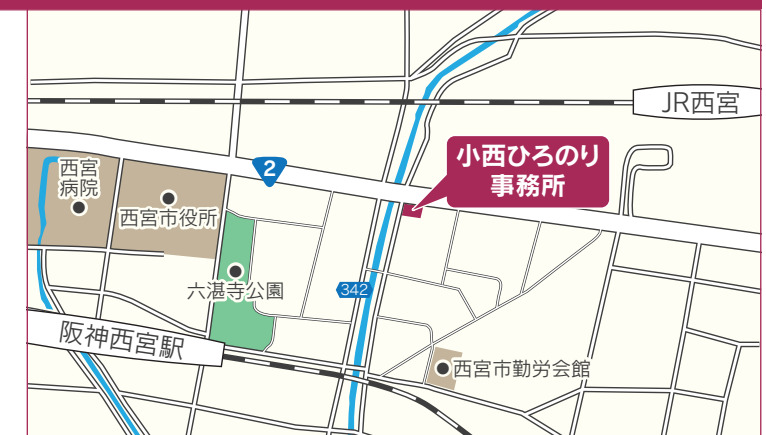 JR西宮
小西ひろのり
事務所
2
西宮
病院
西宮市役所
六湛寺公園
342
阪神西宮駅
西宮市勤労会館